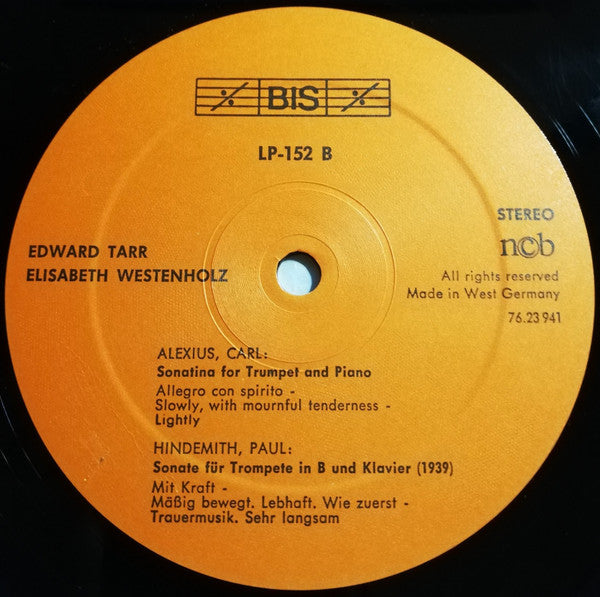 BIS
LP-152 B
STEREO
ncb
EDWARD TARR
ELISABETH WESTENHOLZ
All rights reserved
Made in West Germany
76.23941
ALEXIUS, CARL:
Sonatina for Trumpet and Piano
Allegro con spirito -
Slowly, with mournful tenderness -
Lightly
HINDEMITH, PAUL:
Sonate für Trompete in B und Klavier (1939)
Mit Kraft -
Mäßig bewegt. Lebhaft. Wie zuerst -
Trauermusik. Sehr langsam